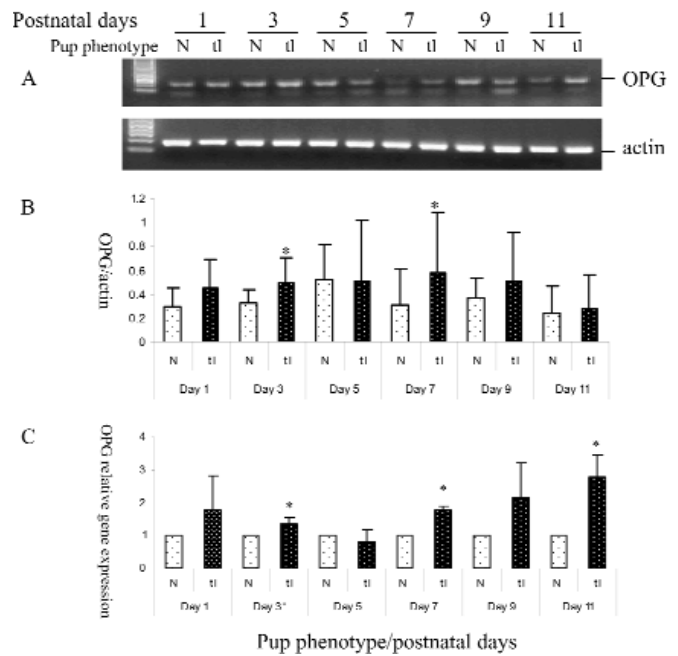 Postnatal days 1 3 5 7 9 11
Pup phenotype N tl N tl N tl N tl N tl N tl
A OPG
actin
B
OPG/actin
1.2
1
0.8
0.6
0.4
0.2
0
* *
N tl N tl N tl N tl N tl N tl
Day 1 Day 3 Day 5 Day 7 Day 9 Day 11
C
OPG relative gene expression
4
3
2
1
0
* * *
N tl N tl N tl N tl N tl N tl
Day 1 Day 3* Day 5 Day 7 Day 9 Day 11
Pup phenotype/postnatal days